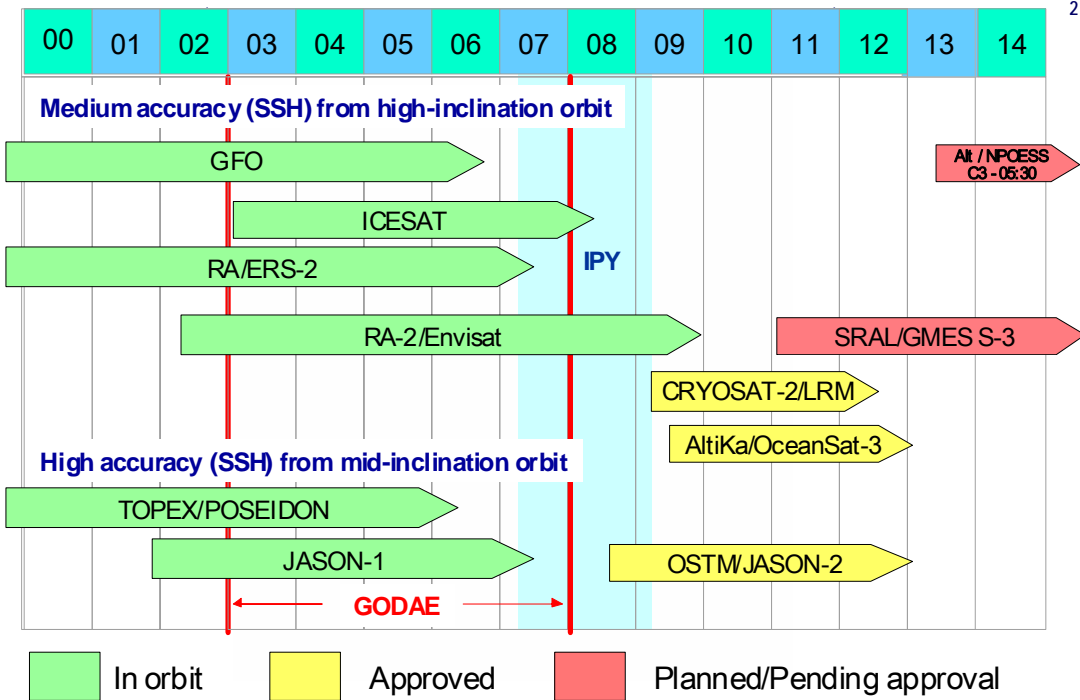 2
00 01 02 03 04 05 06 07 08 09 10 11 12 13 14
Medium accuracy (SSH) from high-inclination orbit
GFO
Alt / NPOESS
C3 - 05:30
ICESAT
RA/ERS-2
IPY
RA-2/Envisat
SRAL/GMES S-3
CRYOSAT-2/LRM
AltiKa/OceanSat-3
High accuracy (SSH) from mid-inclination orbit
TOPEX/POSEIDON
JASON-1
OSTM/JASON-2
GODAE
In orbit
Approved
Planned/Pending approval